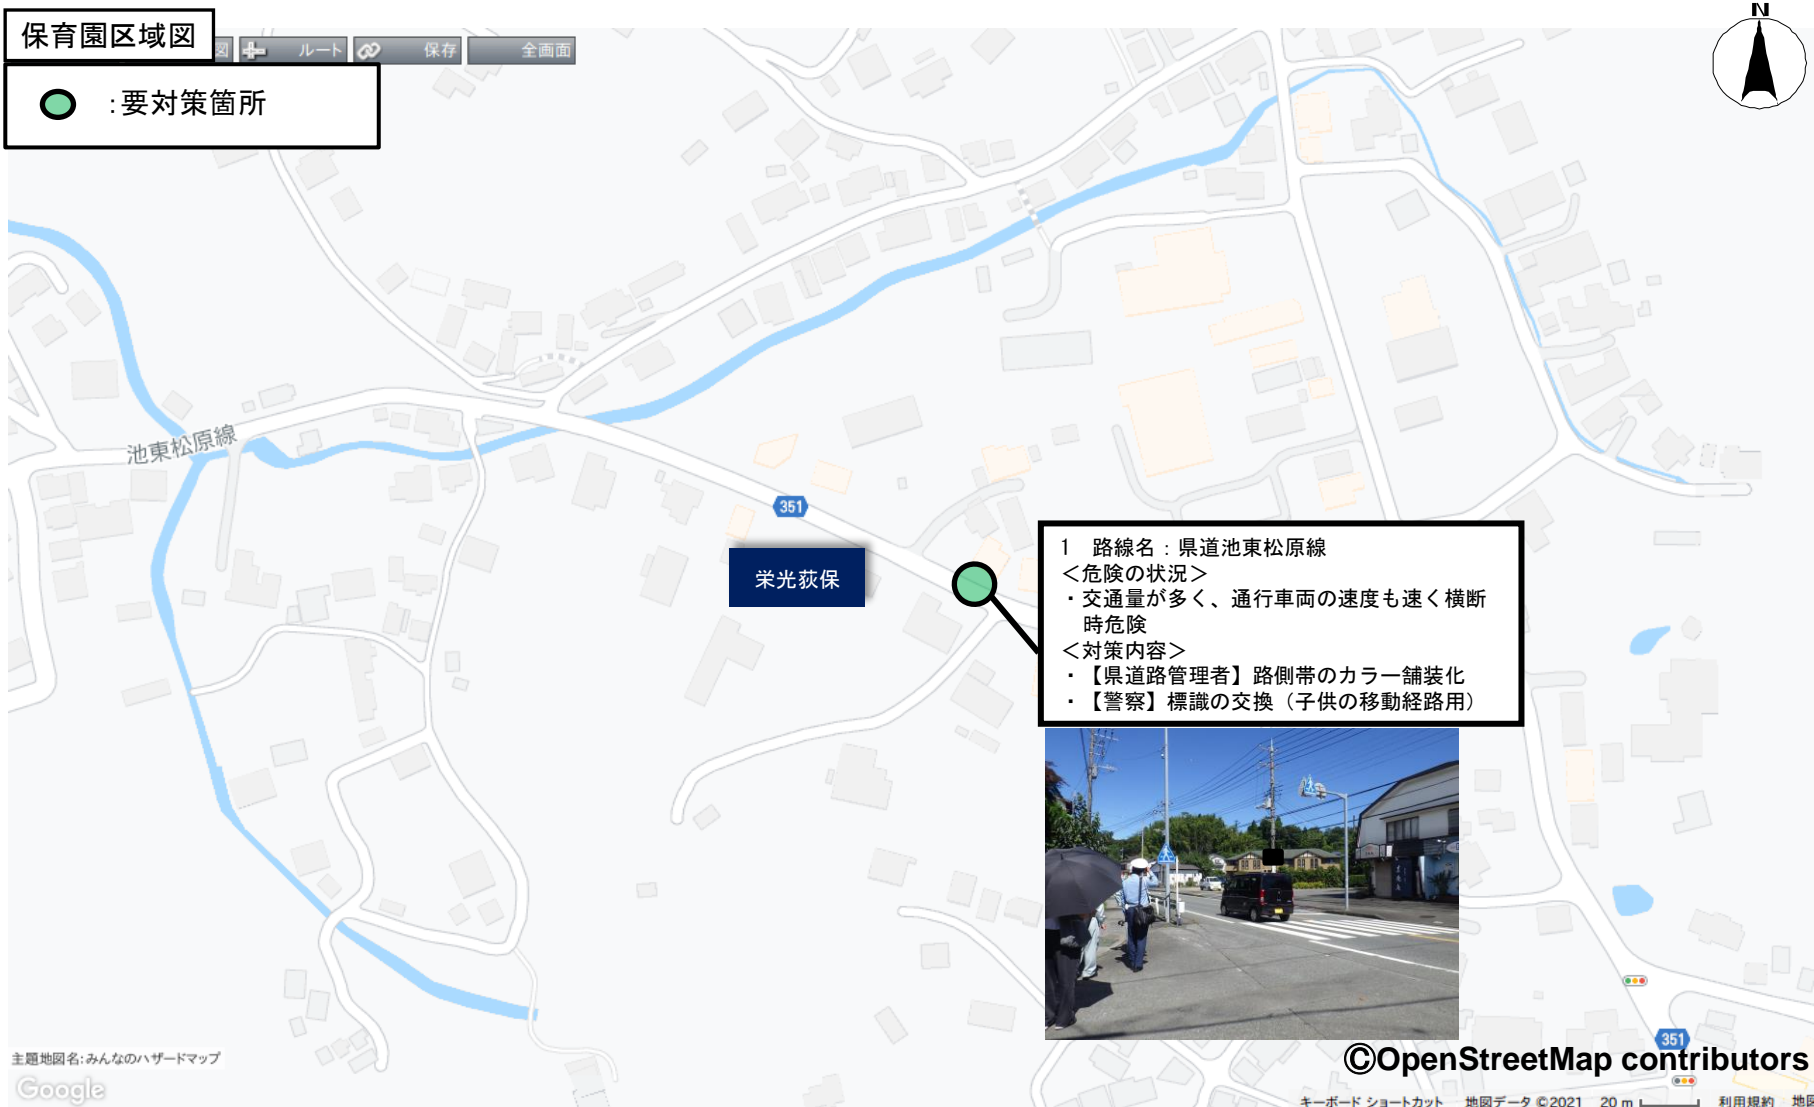 保育園区域図
図
ルート
保存
全画面
：要対策箇所
N
池東松原線
351
栄光荻保
1　路線名：県道池東松原線
＜危険の状況＞
・交通量が多く、通行車両の速度も速く横断
時危険
＜対策内容＞
・【県道路管理者】路側帯のカラー舗装化
・【警察】標識の交換（子供の移動経路用）
351
©OpenStreetMap contributors
主題地図名:みんなのハザードマップ
Google
キーボード ショートカット
地図データ ©2021
20 m
利用規約
地図